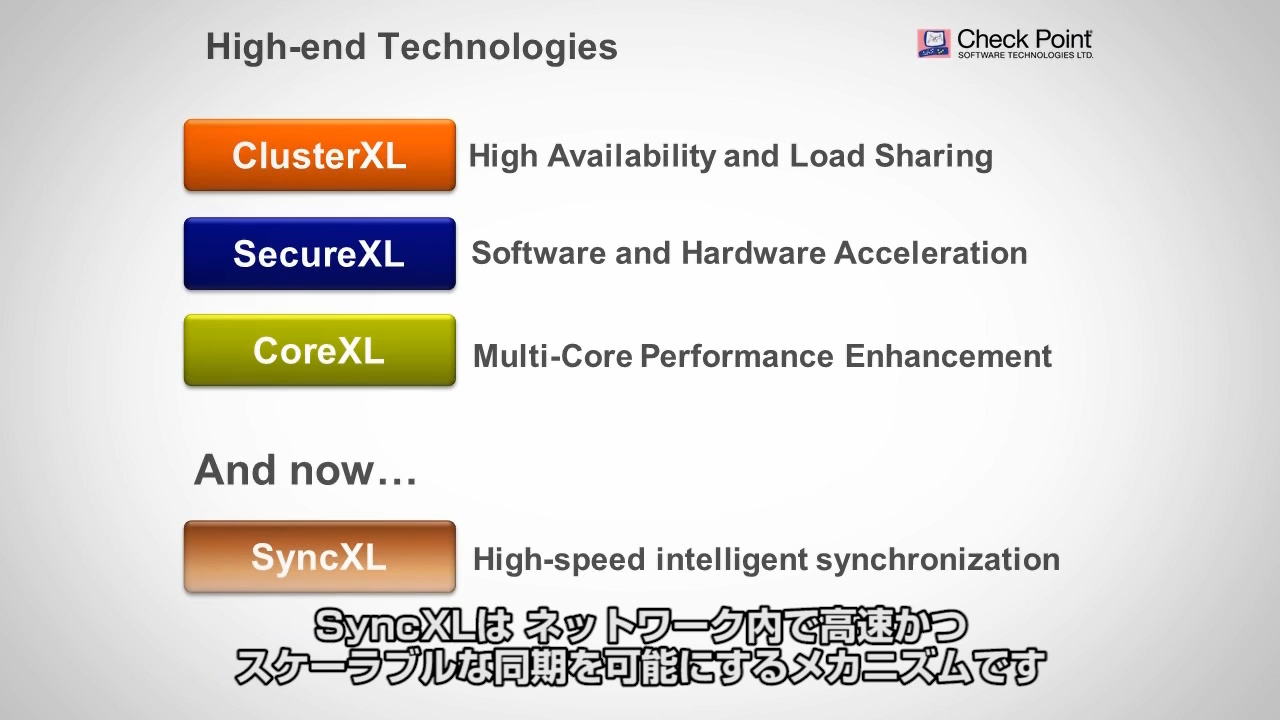 High-end Technologies
Check Point
SOFTWARE TECHNOLOGIES LTD.
ClusterXL
High Availability and Load Sharing
SecureXL
Software and Hardware Acceleration
CoreXL
Multi-Core Performance Enhancement
And now…
SyncXL
High-speed intelligent synchronization
SyncXLは ネットワーク内で高速かつ
スケーラブルな同期を可能にするメカニズムです